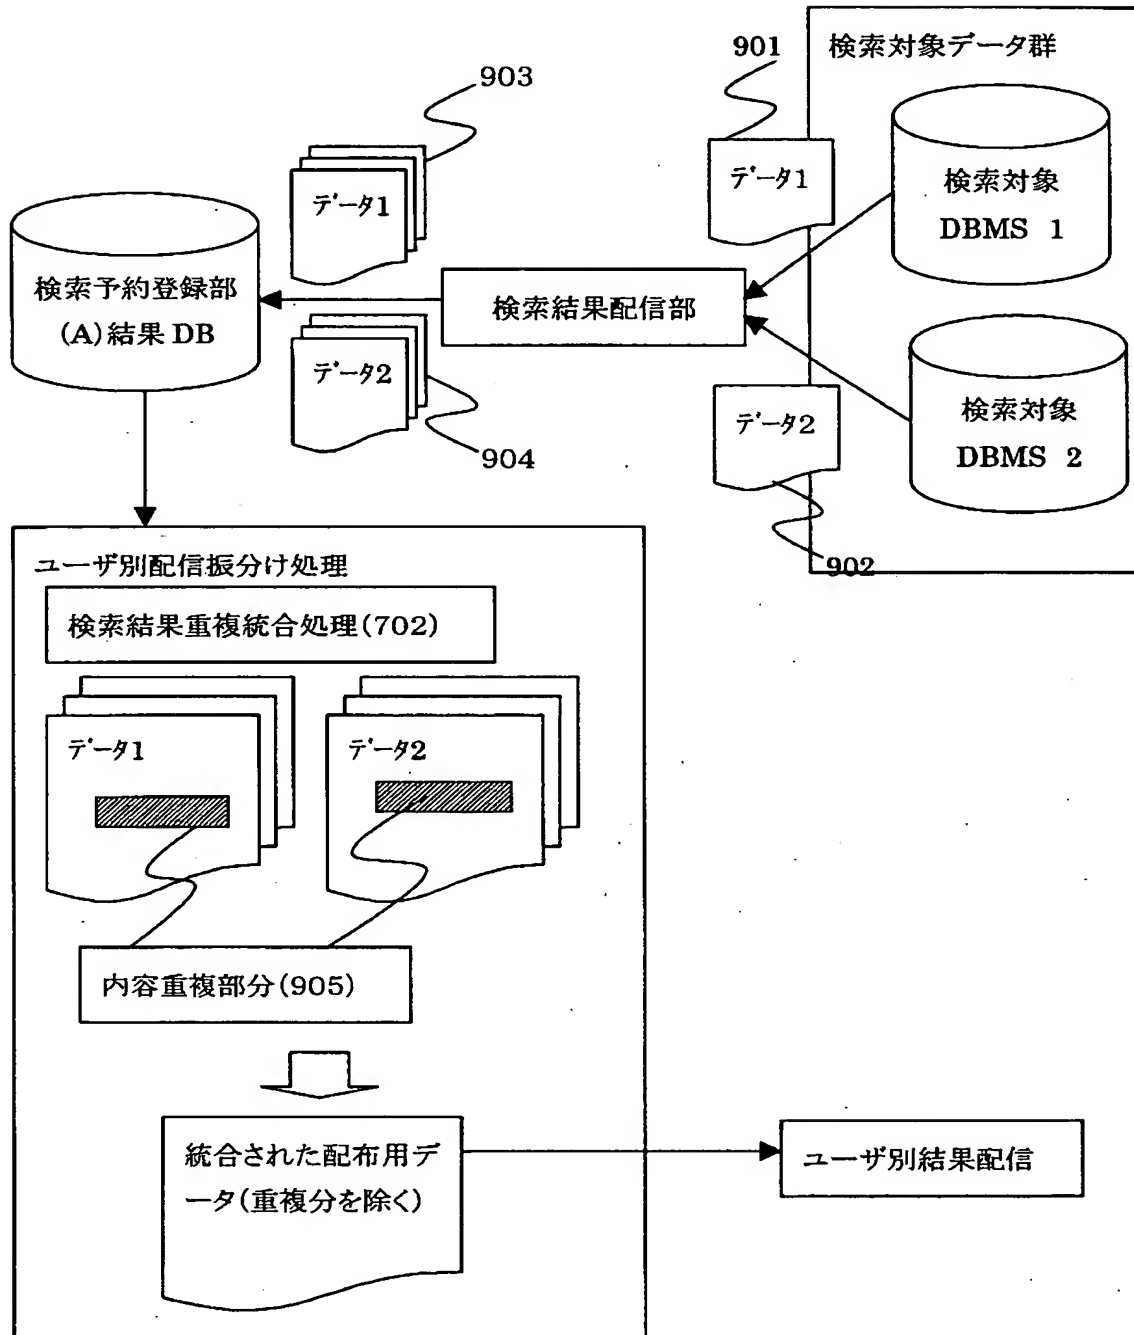 検索対象データ群
901
903
データ1
検索対象
DBMS 1
データ1
検索予約登録部
(A)結果 DB
検索結果配信部
データ2
データ2
検索対象
DBMS 2
904
902
ユーザ別配信振分け処理
検索結果重複統合処理(702)
データ1
データ2
内容重複部分(905)
統合された配布用デ
ータ(重複分を除く)
ユーザ別結果配信